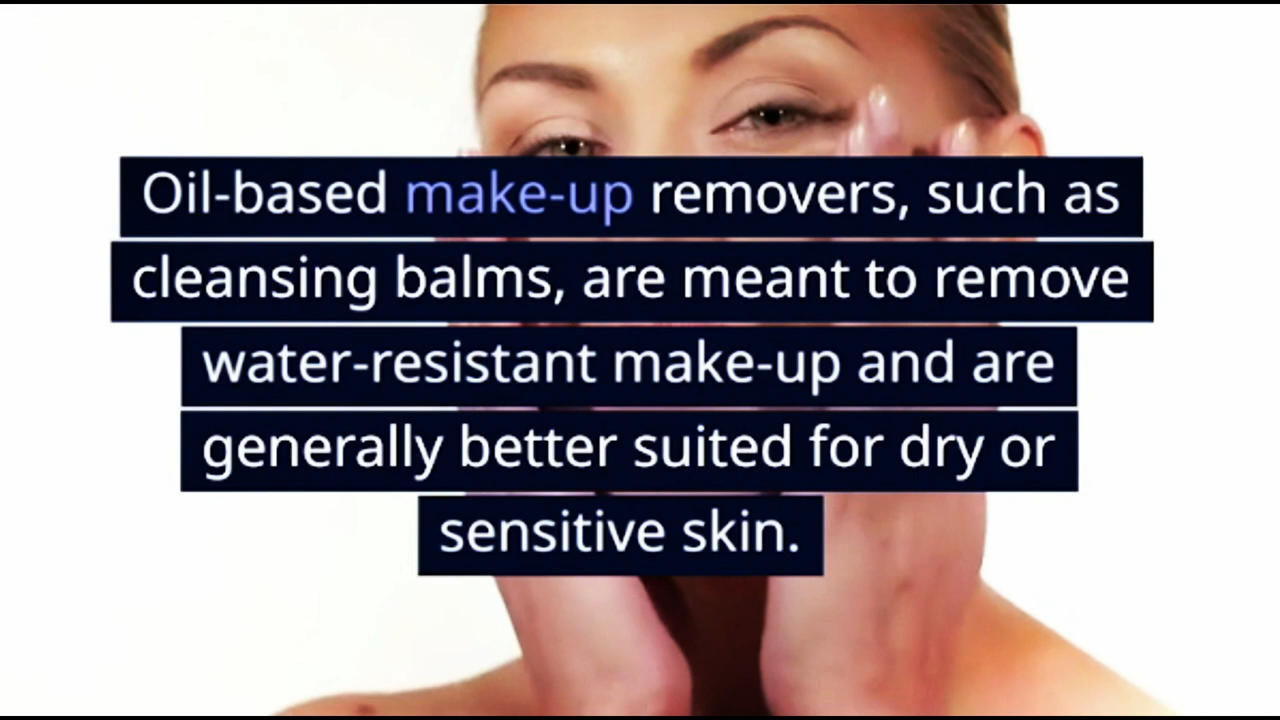 Oil-based make-up removers, such as
cleansing balms, are meant to remove
water-resistant make-up and are
generally better suited for dry or
sensitive skin.